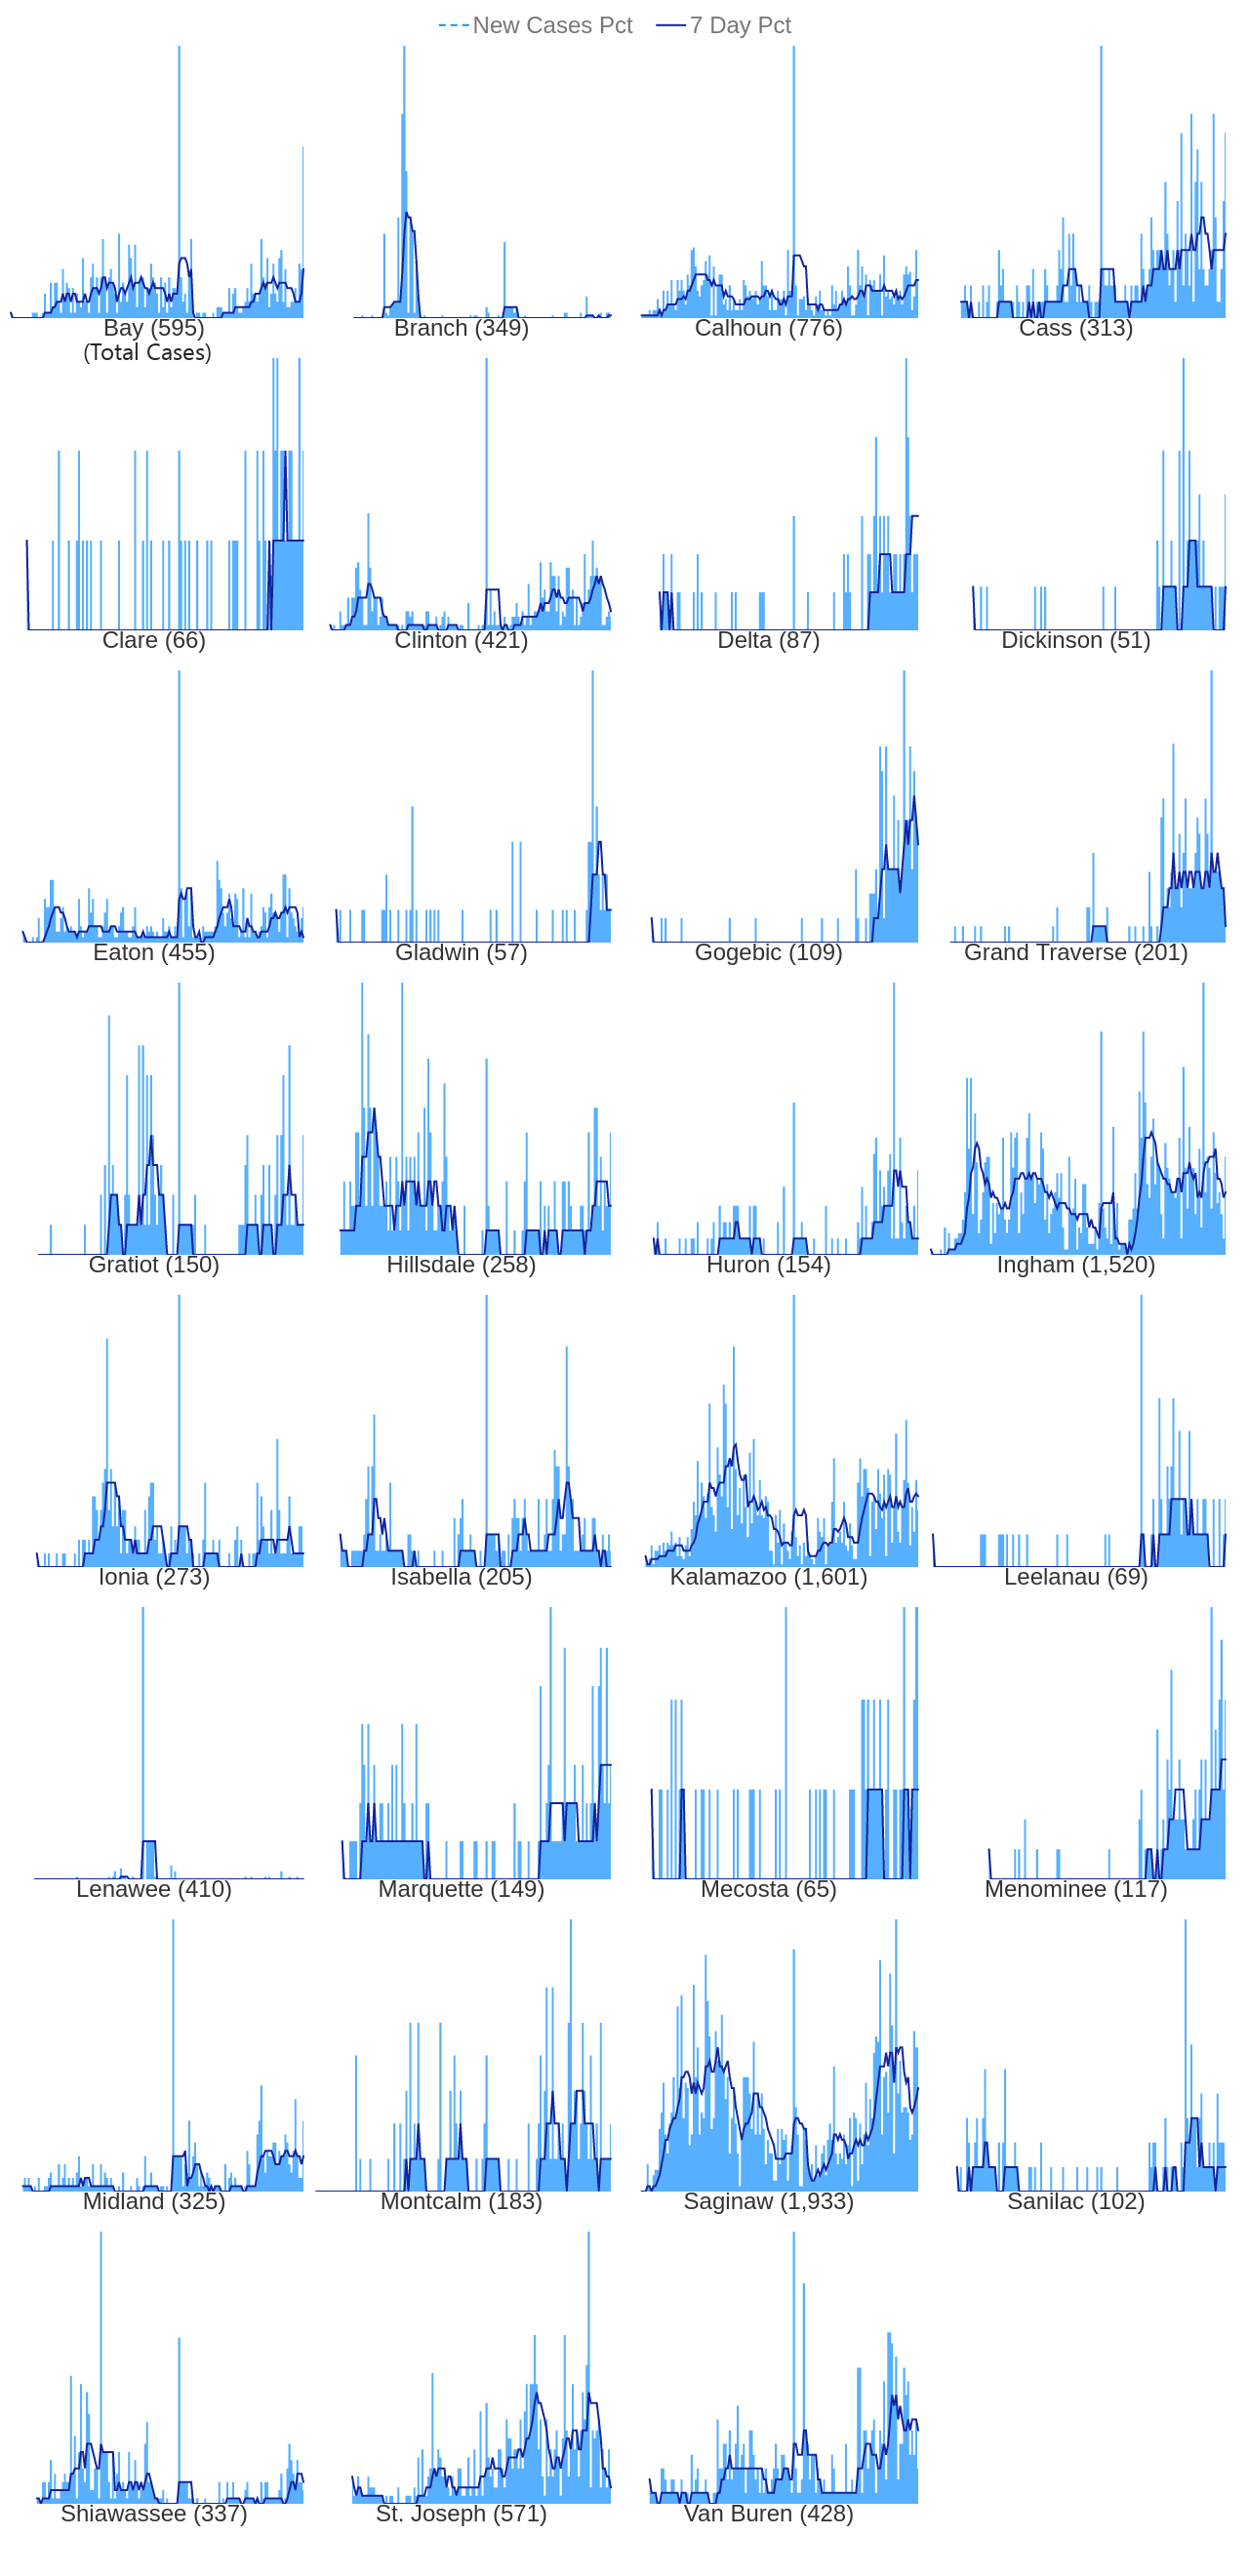 New Cases Pct 7 Day Pct
Bay (595) Branch (349) Calhoun (776) Cass (313)
(Total Cases)
Clare (66) Clinton (421) Delta (87) Dickinson (51)
Eaton (455) Gladwin (57) Gogebic (109) Grand Traverse (201)
Gratiot (150) Hillsdale (258) Huron (154) Ingham (1,520)
Ionia (273) Isabella (205) Kalamazoo (1,601) Leelanau (69)
Lenawee (410) Marquette (149) Mecosta (65) Menominee (117)
Midland (325) Montcalm (183) Saginaw (1,933) Sanilac (102)
Shiawassee (337) St. Joseph (571) Van Buren (428)